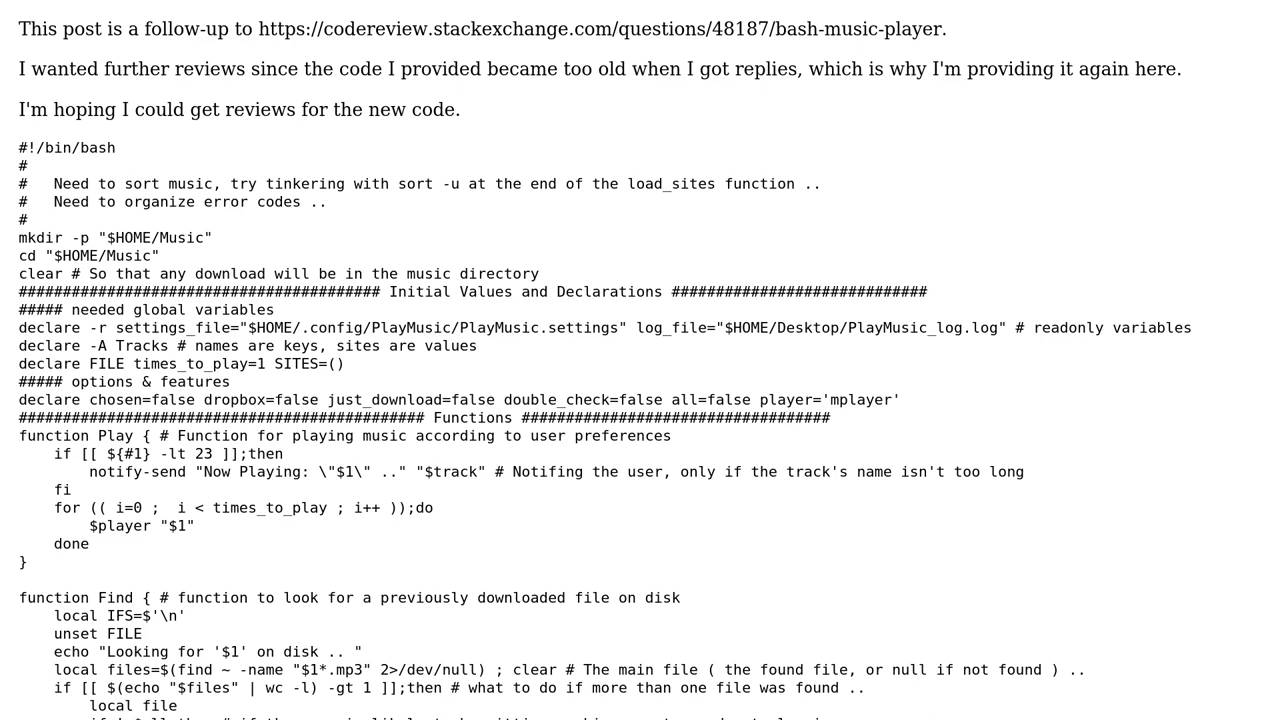 This post is a follow-up to https://codereview.stackexchange.com/questions/48187/bash-music-player.
I wanted further reviews since the code I provided became too old when I got replies, which is why I'm providing it again here.
I'm hoping I could get reviews for the new code.
#!/bin/bash
#
#   Need to sort music, try tinkering with sort -u at the end of the load_sites function ..
#   Need to organize error codes ..
#
mkdir -p "$HOME/Music"
cd "$HOME/Music"
clear # So that any download will be in the music directory
######################################### Initial Values and Declarations #############################
##### needed global variables
declare -r settings_file="$HOME/.config/PlayMusic/PlayMusic.settings" log_file="$HOME/Desktop/PlayMusic_log.log" # readonly variables
declare -A Tracks # names are keys, sites are values
declare FILE times_to_play=1 SITES=()
##### options & features
declare chosen=false dropbox=false just_download=false double_check=false all=false player='mplayer'
############################################## Functions ###################################
function Play { # Function for playing music according to user preferences
    if [[ ${#1} -lt 23 ]];then
        notify-send "Now Playing: \"$1\" .." "$track" # Notifing the user, only if the track's name isn't too long
    fi
    for (( i=0 ;  i < times_to_play ; i++ ));do
        $player "$1"
    done
}
function Find { # function to look for a previously downloaded file on disk
    local IFS=$'\n'
    unset FILE
    echo "Looking for '$1' on disk .. "
    local files=$(find ~ -name "$1*.mp3" 2>/dev/null) ; clear # The main file ( the found file, or null if not found ) ..
    if [[ $(echo "$files" | wc -l) -gt 1 ]];then # what to do if more than one file was found ..
        local file